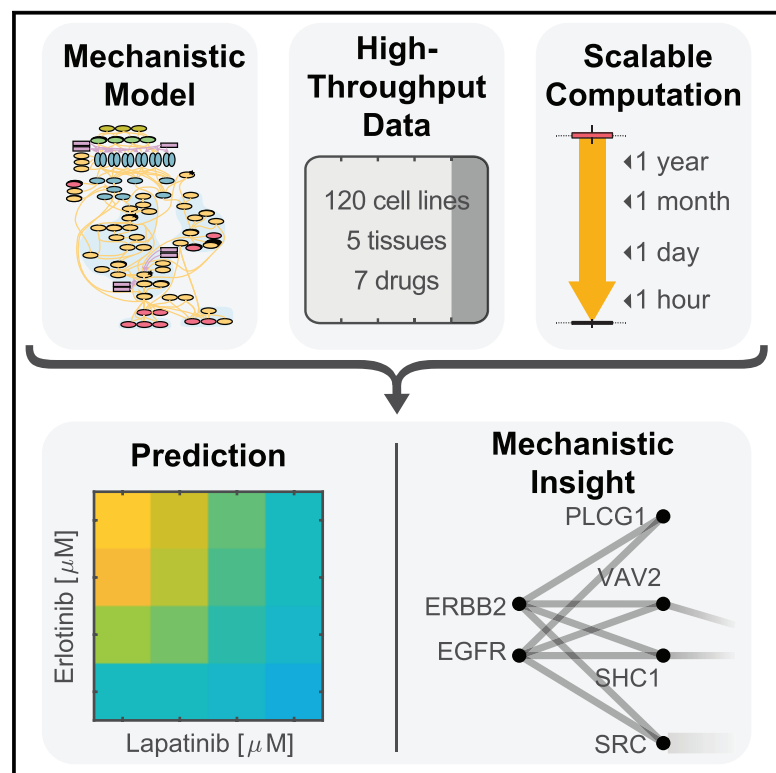 Mechanistic
Model
High-
Throughput
Data
120 cell lines
5 tissues
7 drugs
Scalable
Computation
1 year
1 month
1 day
1 hour
Prediction
Erlotinib [μM]
Lapatinib [μM]
Mechanistic
Insight
PLCG1
VAV2
ERBB2
EGFR
SHC1
SRC